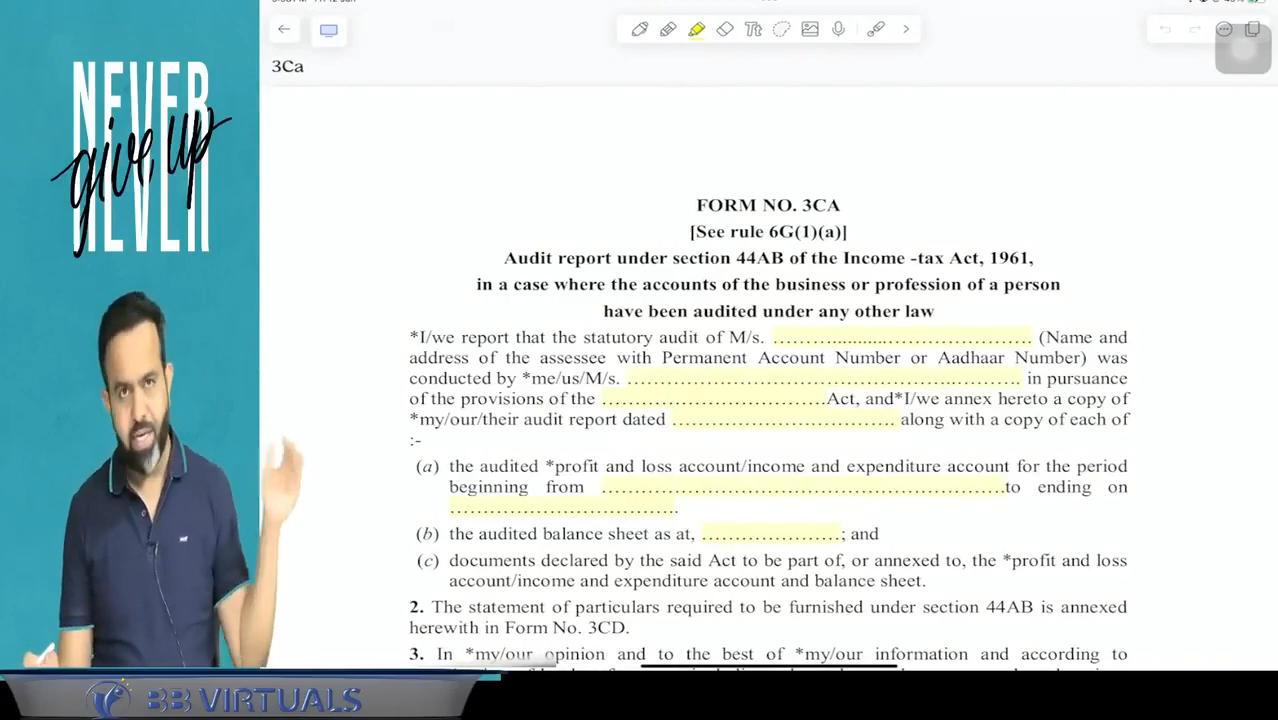 3Ca
NEVER
give up
NEVER
FORM NO. 3CA
[See rule 6G(1)(a)]
Audit report under section 44AB of the Income -tax Act, 1961,
in a case where the accounts of the business or profession of a person
have been audited under any other law
*I/we report that the statutory audit of M/s. ………..........…………………. (Name and
address of the assessee with Permanent Account Number or Aadhaar Number) was
conducted by *me/us/M/s. ………………………………………..………. in pursuance
of the provisions of the …………………………….Act, and*I/we annex hereto a copy of
*my/our/their audit report dated ……………………………. along with a copy of each of
:-
(a) the audited *profit and loss account/income and expenditure account for the period
beginning from …………………………………………………….to ending on
…………………………….
(b) the audited balance sheet as at, …………………; and
(c) documents declared by the said Act to be part of, or annexed to, the *profit and loss
account/income and expenditure account and balance sheet.
2. The statement of particulars required to be furnished under section 44AB is annexed
herewith in Form No. 3CD.
3. In *my/our opinion and to the best of *my/our information and according to
BB VIRTUALS